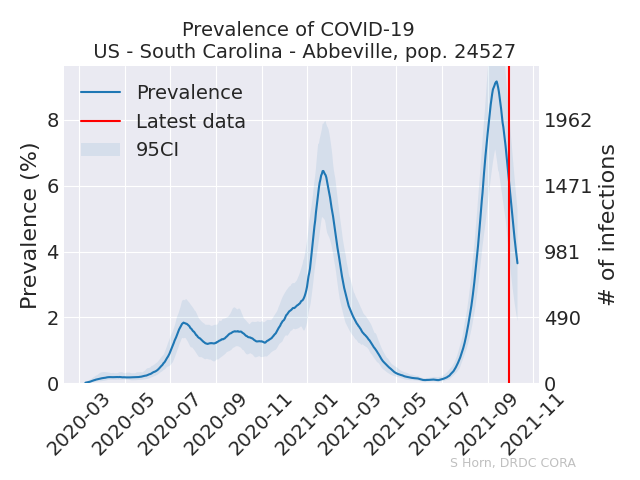 Prevalence of COVID-19
US - South Carolina - Abbeville, pop. 24527
Prevalence
Latest data
95CI
Prevalence (%)
8
6
4
2
0
1962
1471
981
490
0
# of infections
2020-03
2020-05
2020-07
2020-09
2020-11
2021-01
2021-03
2021-05
2021-07
2021-09
2021-11
S Horn, DRDC CORA